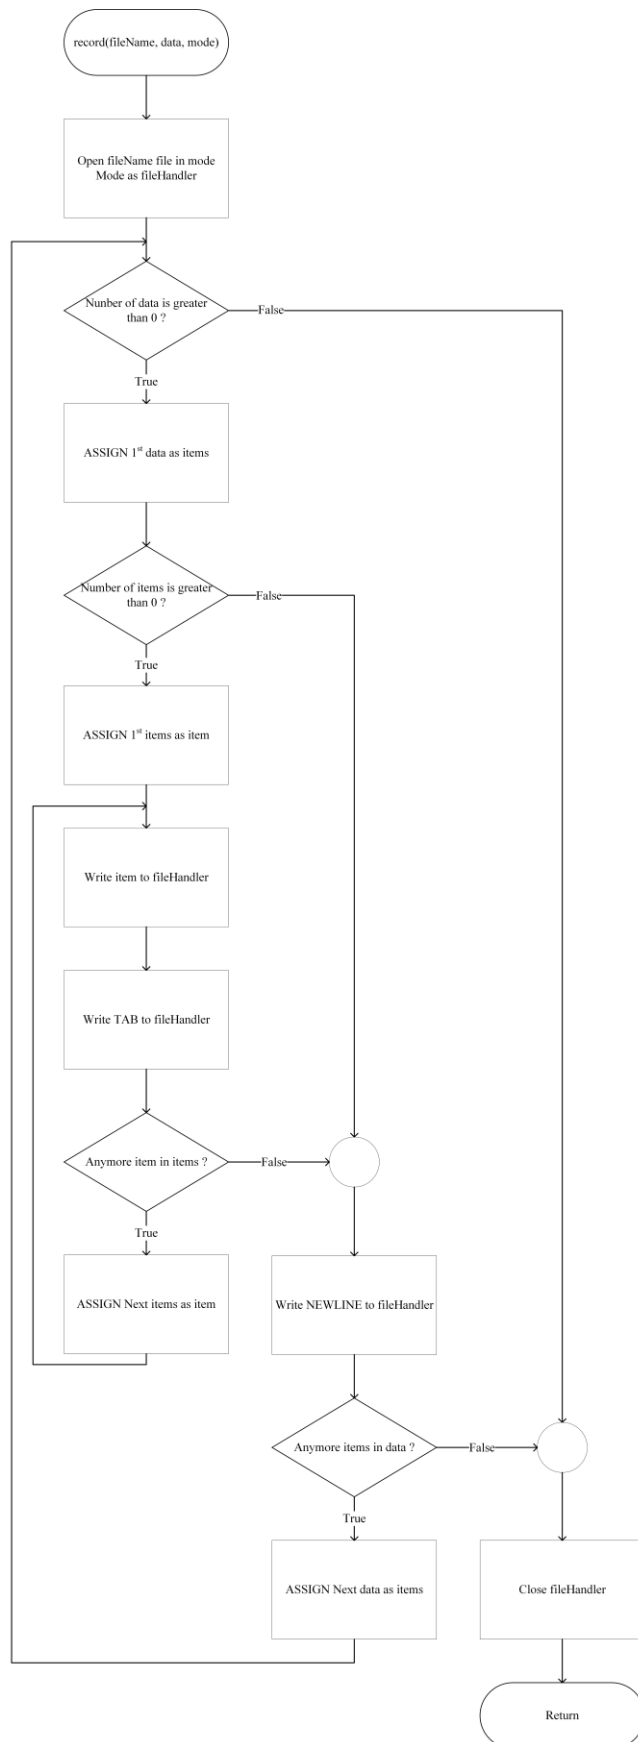 record(fileName, data, mode)
Open fileName file in mode
Mode as fileHandler
Nunber of data is greater
than 0 ?
False
True
ASSIGN 1st data as items
Number of items is greater
than 0 ?
False
True
ASSIGN 1st items as item
Write item to fileHandler
Write TAB to fileHandler
Anymore item in items ?
False
True
ASSIGN Next items as item
Write NEWLINE to fileHandler
Anymore items in data ?
False
True
ASSIGN Next data as items
Close fileHandler
Return